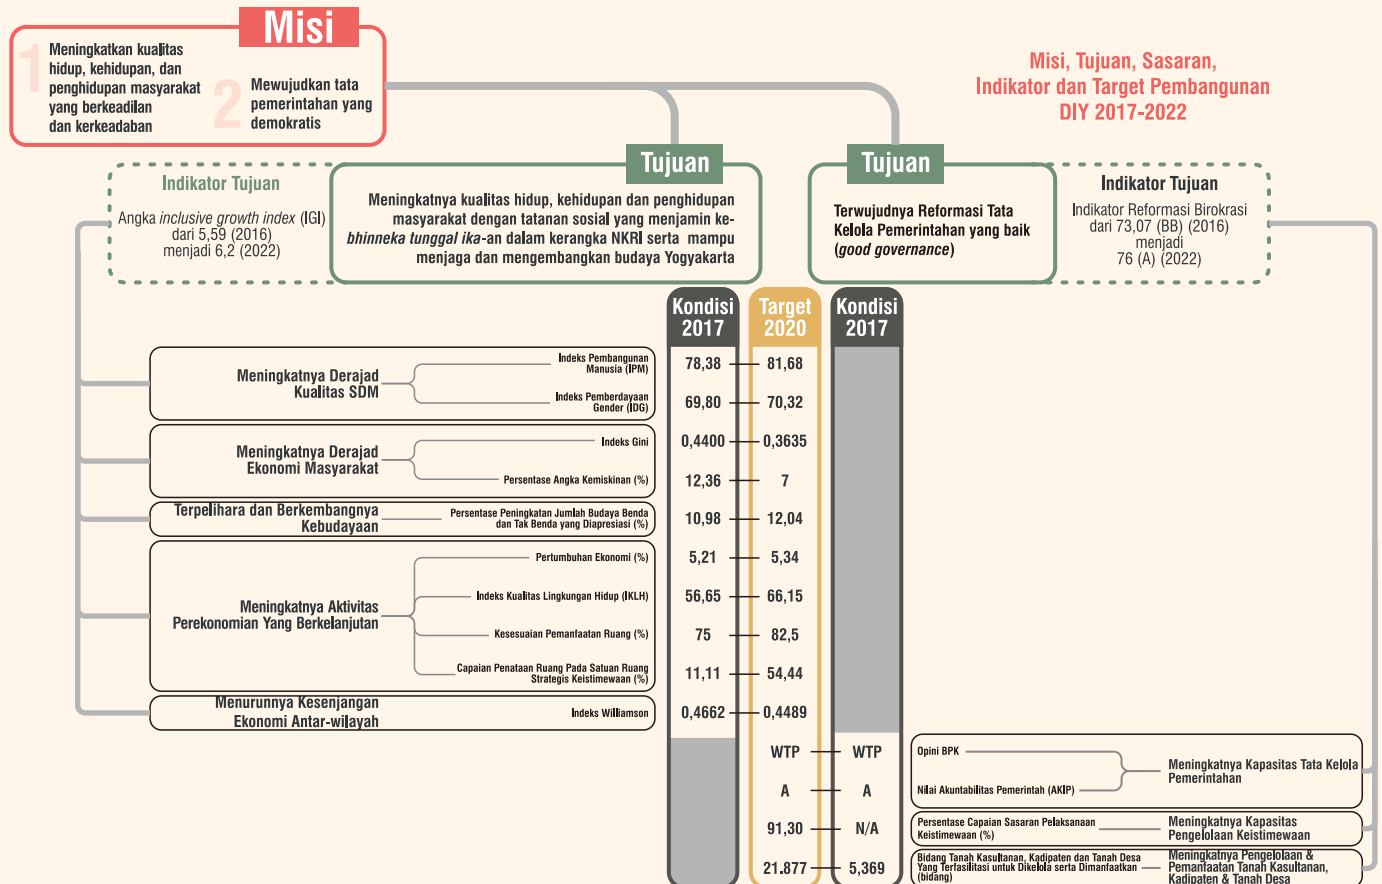 Misi
1
Meningkatkan kualitas
hidup, kehidupan, dan
penghidupan masyarakat
yang berkeadilan
dan kerkeadaban
2
Mewujudkan tata
pemerintahan yang
demokratis
Misi, Tujuan, Sasaran,
Indikator dan Target Pembangunan
DIY 2017-2022
Indikator Tujuan
Angka inclusive growth index (IGI)
dari 5,59 (2016)
menjadi 6,2 (2022)
Tujuan
Meningkatnya kualitas hidup, kehidupan dan penghidupan
masyarakat dengan tatanan sosial yang menjamin ke-
bhinneka tunggal ika-an dalam kerangka NKRI serta mampu
menjaga dan mengembangkan budaya Yogyakarta
Tujuan
Terwujudnya Reformasi Tata
Kelola Pemerintahan yang baik
(good governance)
Indikator Tujuan
Indikator Reformasi Birokrasi
dari 73,07 (BB) (2016)
menjadi
76 (A) (2022)
Kondisi
2017
Target
2020
Kondisi
2017
Meningkatnya Derajad
Kualitas SDM
Indeks Pembangunan
Manusia (IPM)
78,38
81,68
Indeks Pemberdayaan
Gender (IDG)
69,80
70,32
Meningkatnya Derajad
Ekonomi Masyarakat
Indeks Gini
0,4400
0,3635
Persentase Angka Kemiskinan (%)
12,36
7
Terpelihara dan Berkembangnya
Kebudayaan
Persentase Peningkatan Jumlah Budaya Benda
dan Tak Benda yang Diapresiasi (%)
10,98
12,04
Meningkatnya Aktivitas
Perekonomian Yang Berkelanjutan
Pertumbuhan Ekonomi (%)
5,21
5,34
Indeks Kualitas Lingkungan Hidup (IKLH)
56,65
66,15
Kesesuaian Pemanfaatan Ruang (%)
75
82,5
Capaian Penataan Ruang Pada Satuan Ruang
Strategis Keistimewaan (%)
11,11
54,44
Menurunnya Kesenjangan
Ekonomi Antar-wilayah
Indeks Williamson
0,4662
0,4489
WTP
WTP
Opini BPK
A
A
Nilai Akuntabilitas Pemerintah (AKIP)
Meningkatnya Kapasitas Tata Kelola
Pemerintahan
91,30
N/A
Persentase Capaian Sasaran Pelaksanaan
Keistimewaan (%)
Meningkatnya Kapasitas
Pengelolaan Keistimewaan
21.877
5,369
Bidang Tanah Kasultanan, Kadipaten dan Tanah Desa
Yang Terfasilitasi untuk Dikelola serta Dimanfaatkan
(bidang)
Meningkatnya Pengelolaan &
Pemanfaatan Tanah Kasultanan,
Kadipaten & Tanah Desa